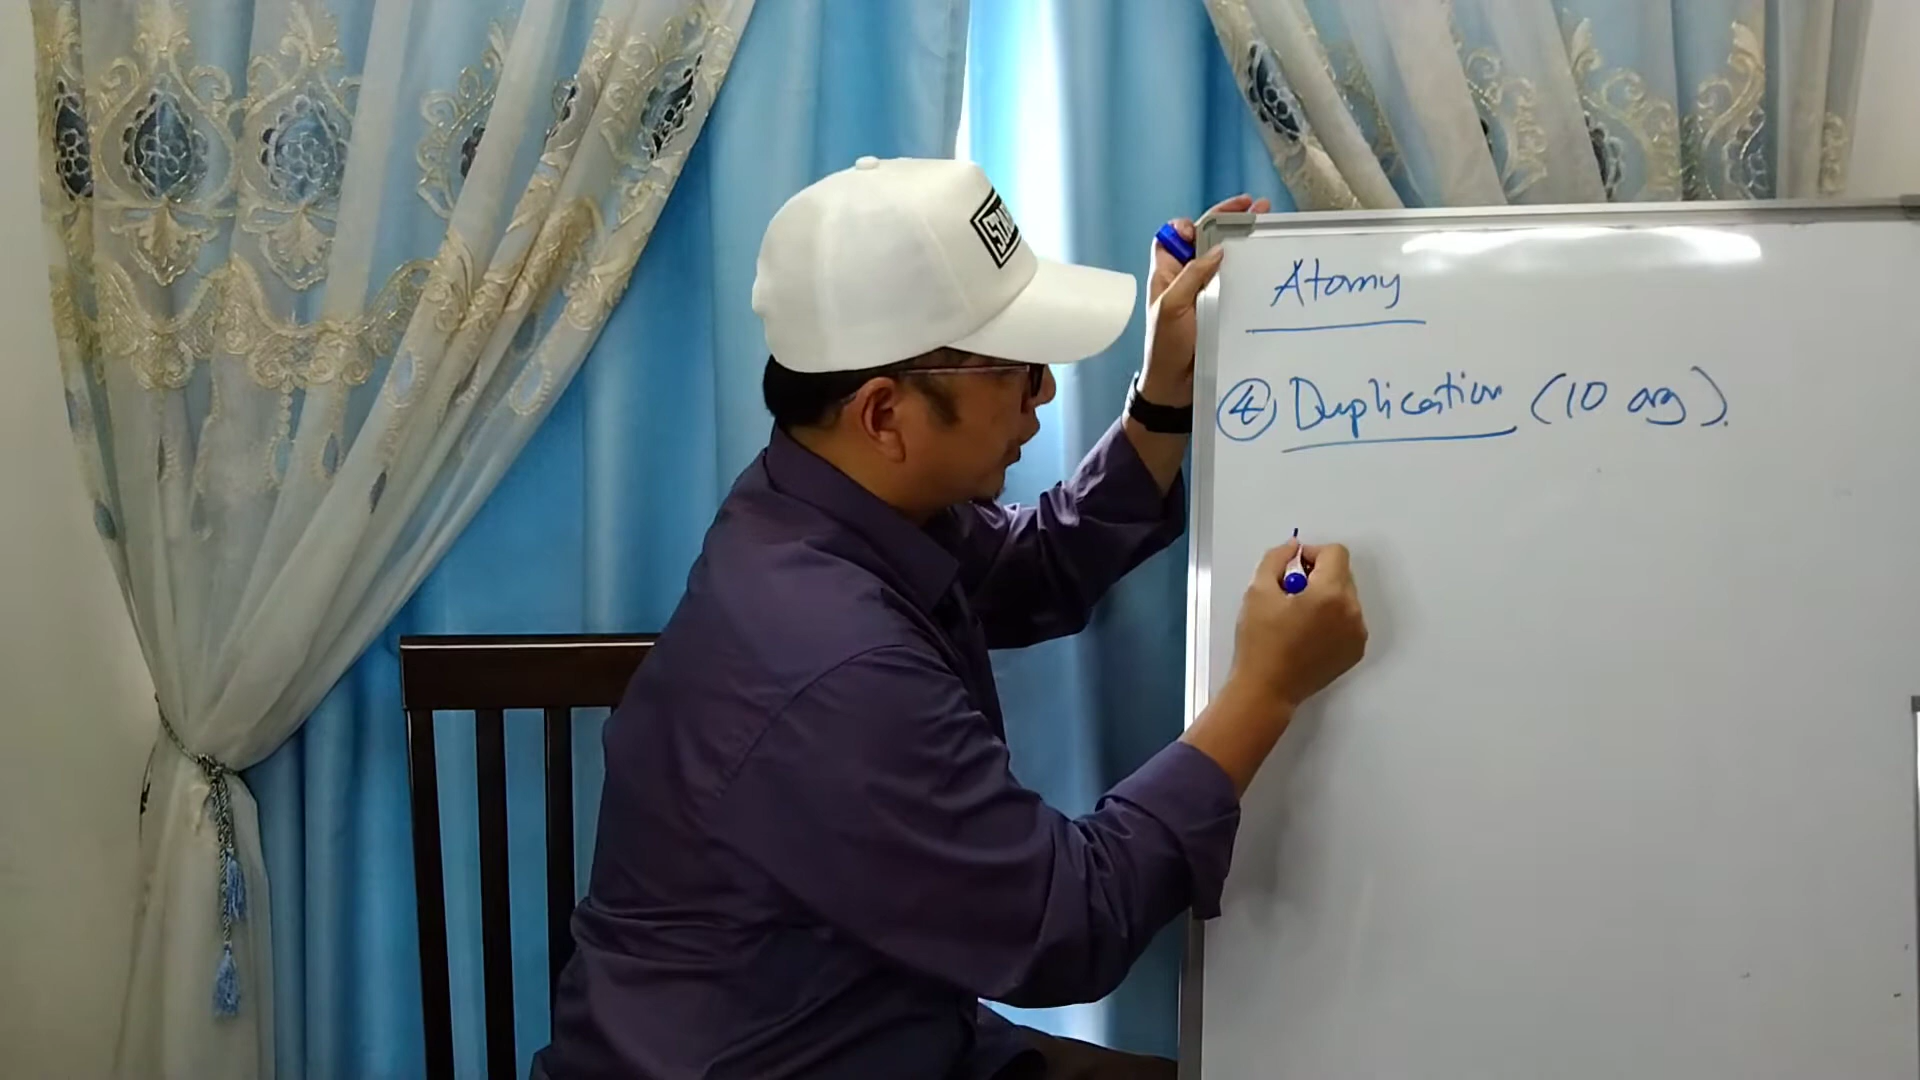 Atomy
④ Duplication (10 org).